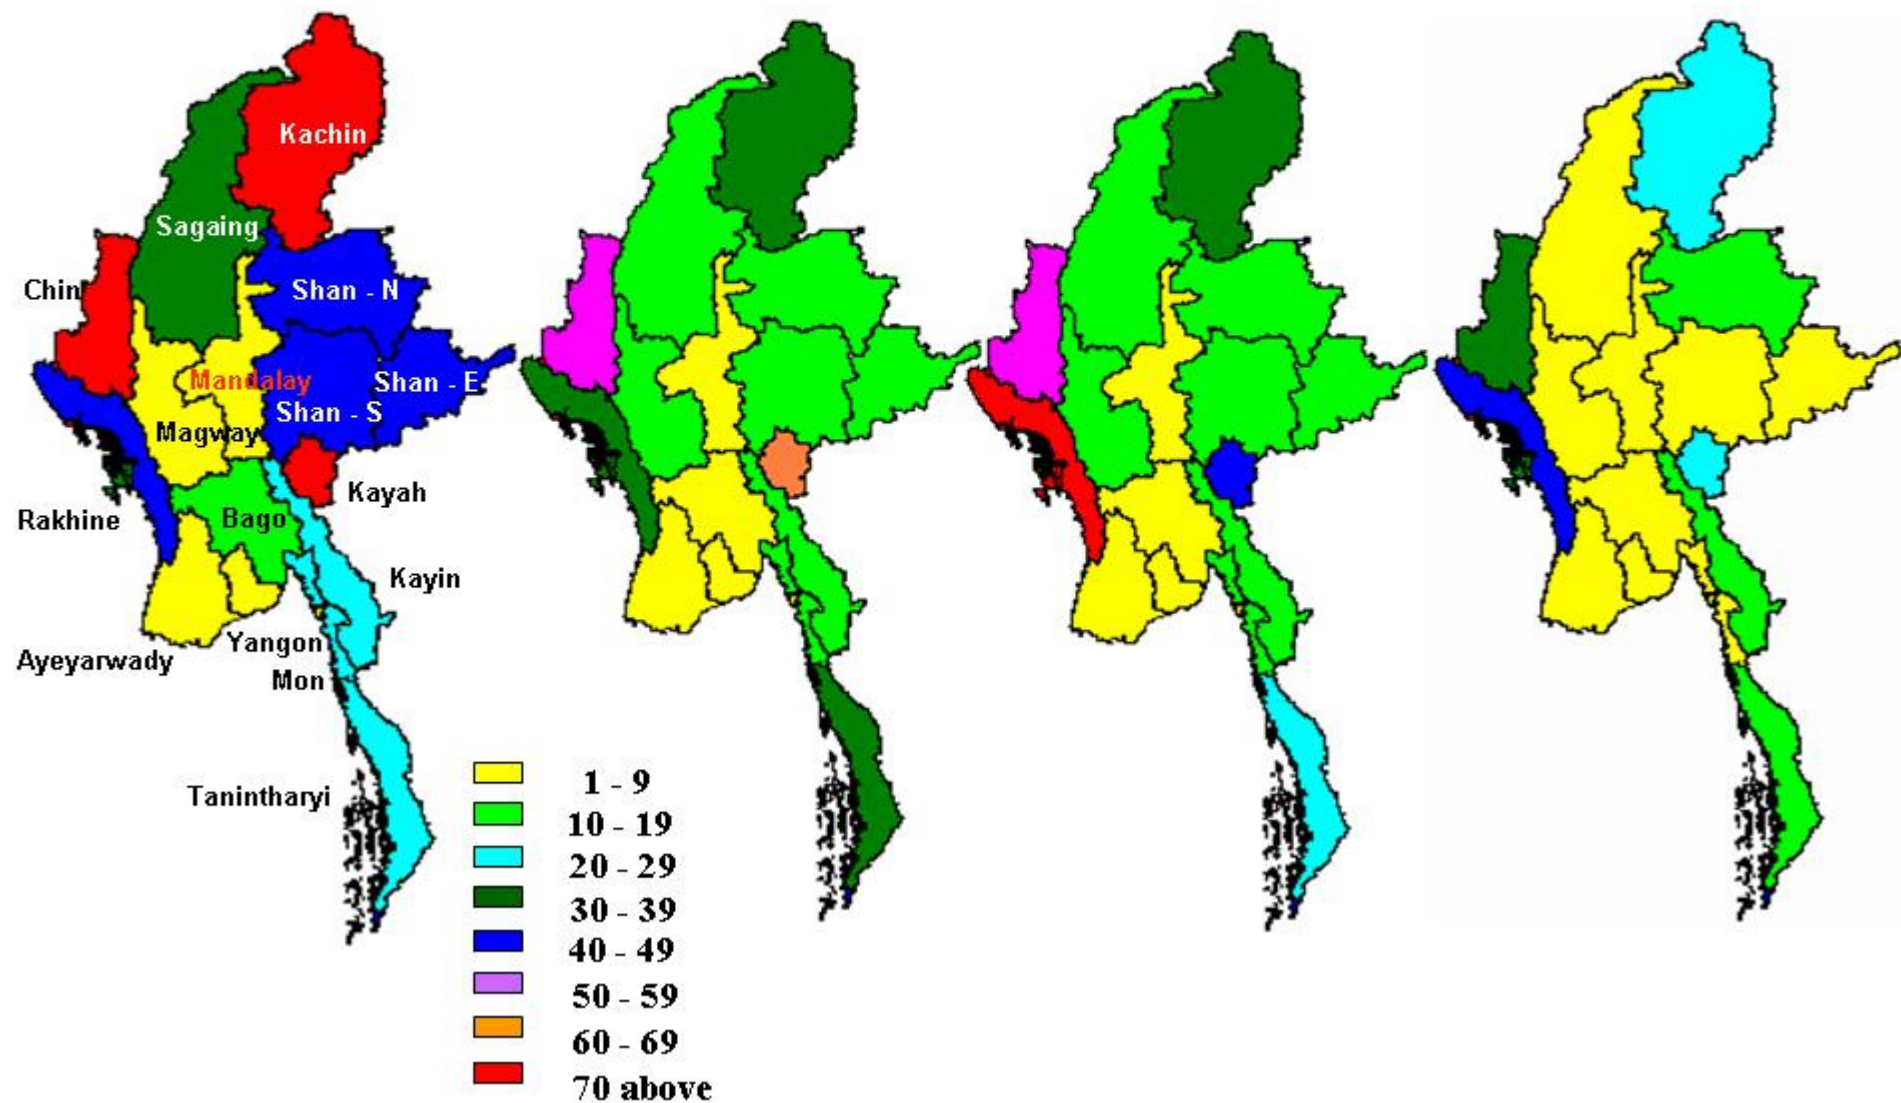 Kachin
Sagaing
Chin
Shan - N
Mandalay
Shan - E
Shan - S
Magway
Kayah
Rakhine
Bago
Kayin
Yangon
Ayeyarwady
Mon
Tanintharyi
1 - 9
10 - 19
20 - 29
30 - 39
40 - 49
50 - 59
60 - 69
70 above